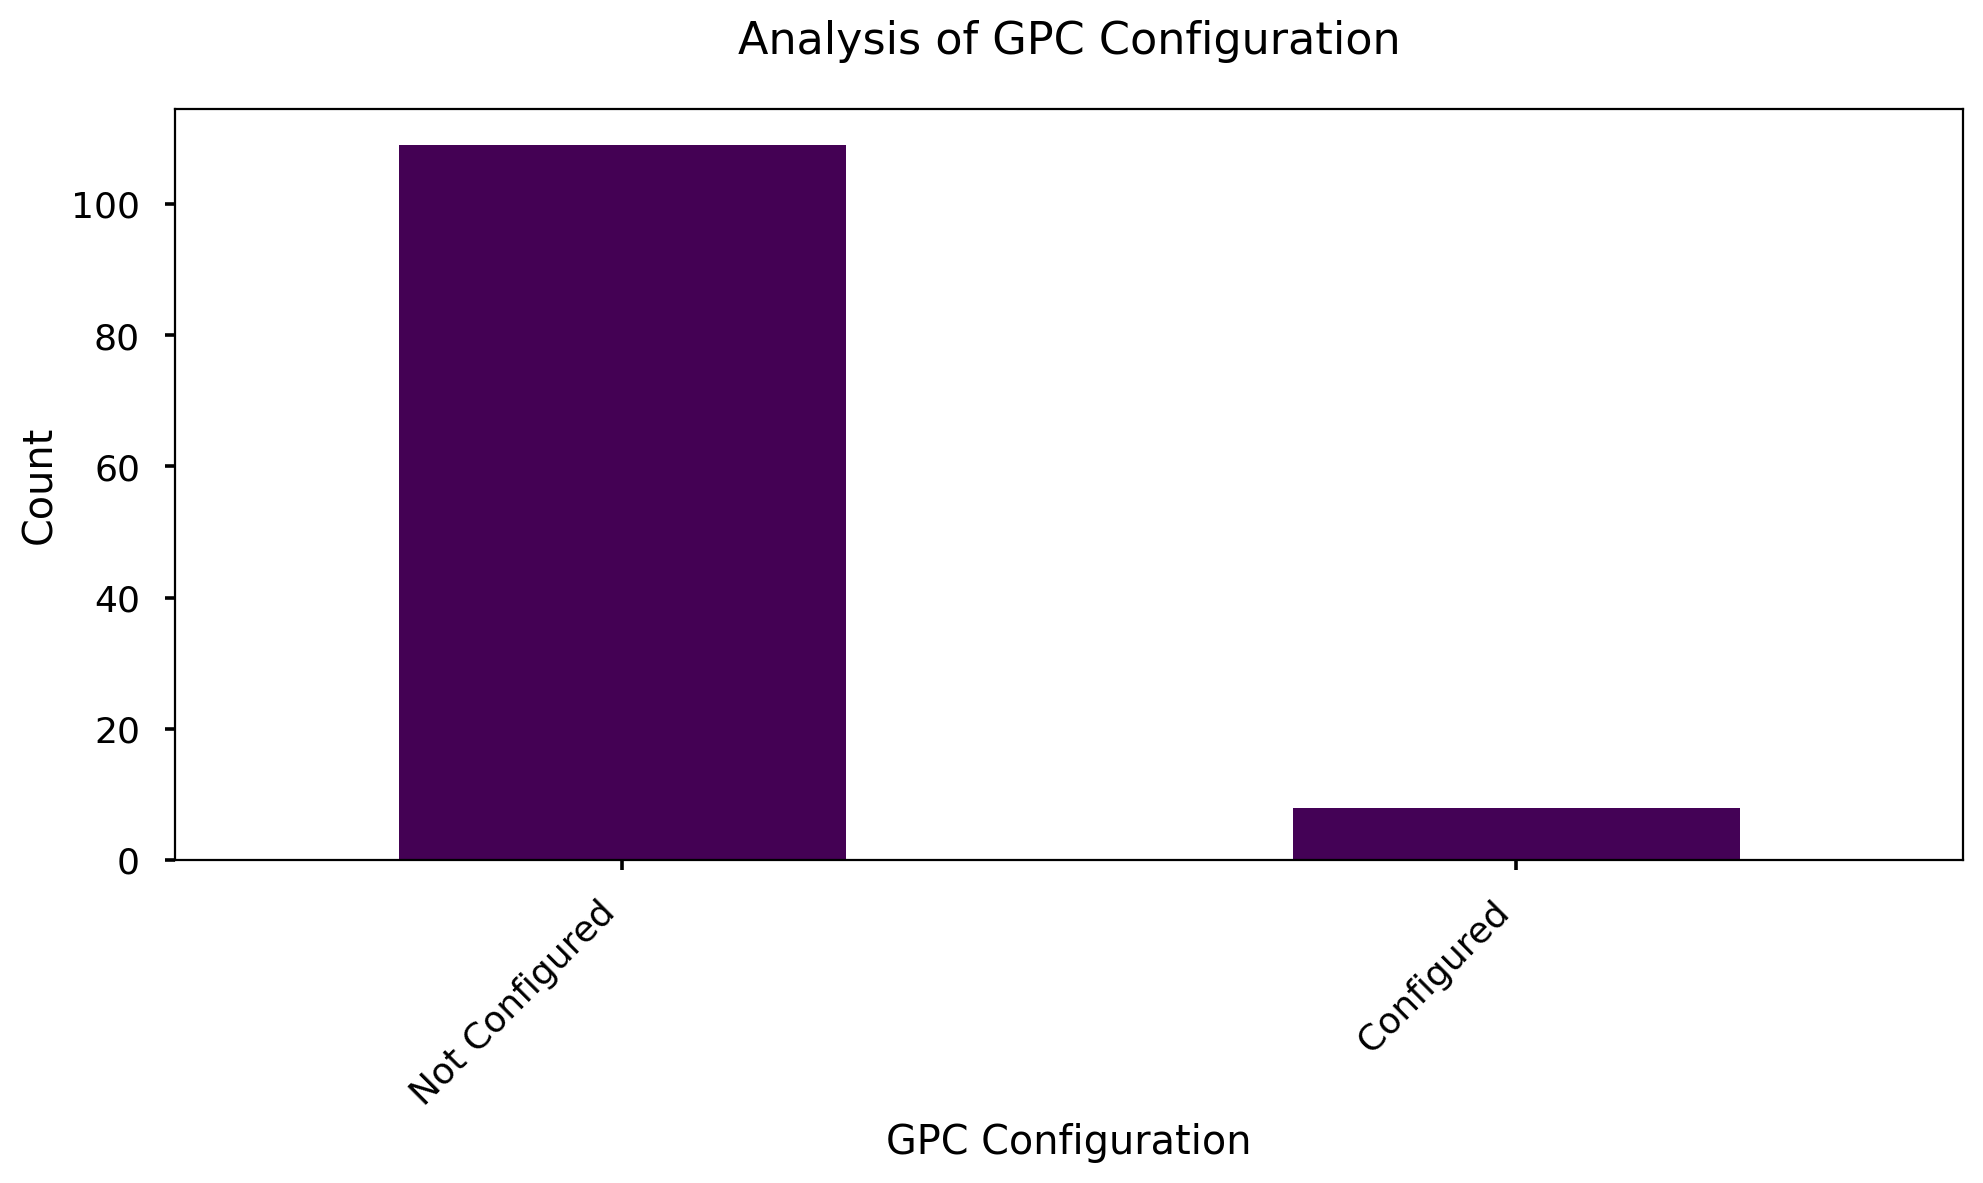 Analysis of GPC Configuration
Count
100
80
60
40
20
0
Not Configured
Configured
GPC Configuration